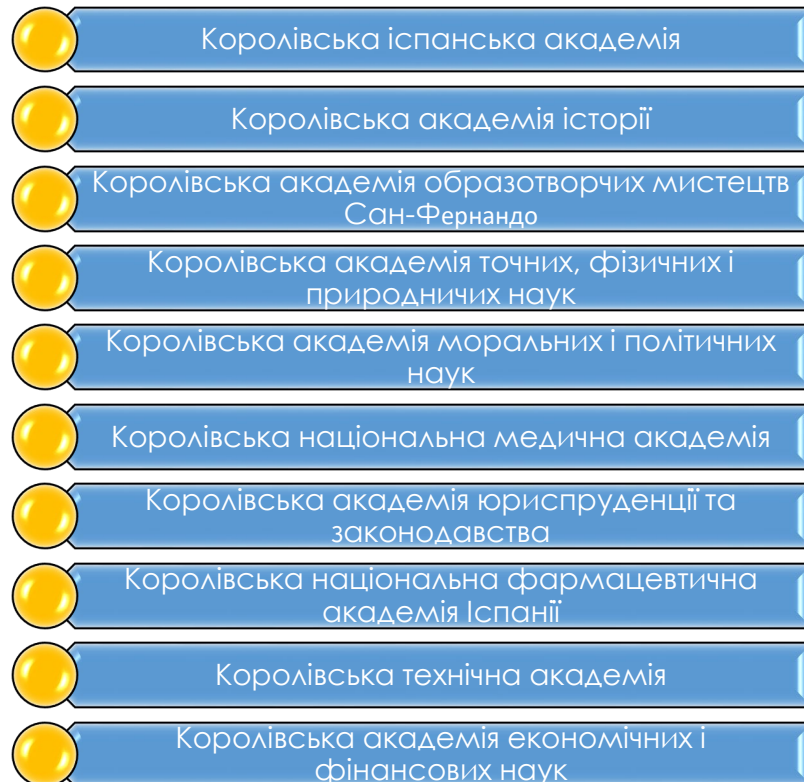 Королівська іспанська академія
Королівська академія історії
Королівська академія образотворчих мистецтв
Сан-Фернандо
Королівська академія точних, фізичних і
природничих наук
Королівська академія моральних і політичних
наук
Королівська національна медична академія
Королівська академія юриспруденції та
законодавства
Королівська національна фармацевтична
академія Іспанії
Королівська технічна академія
Королівська академія економічних і
фінансових наук